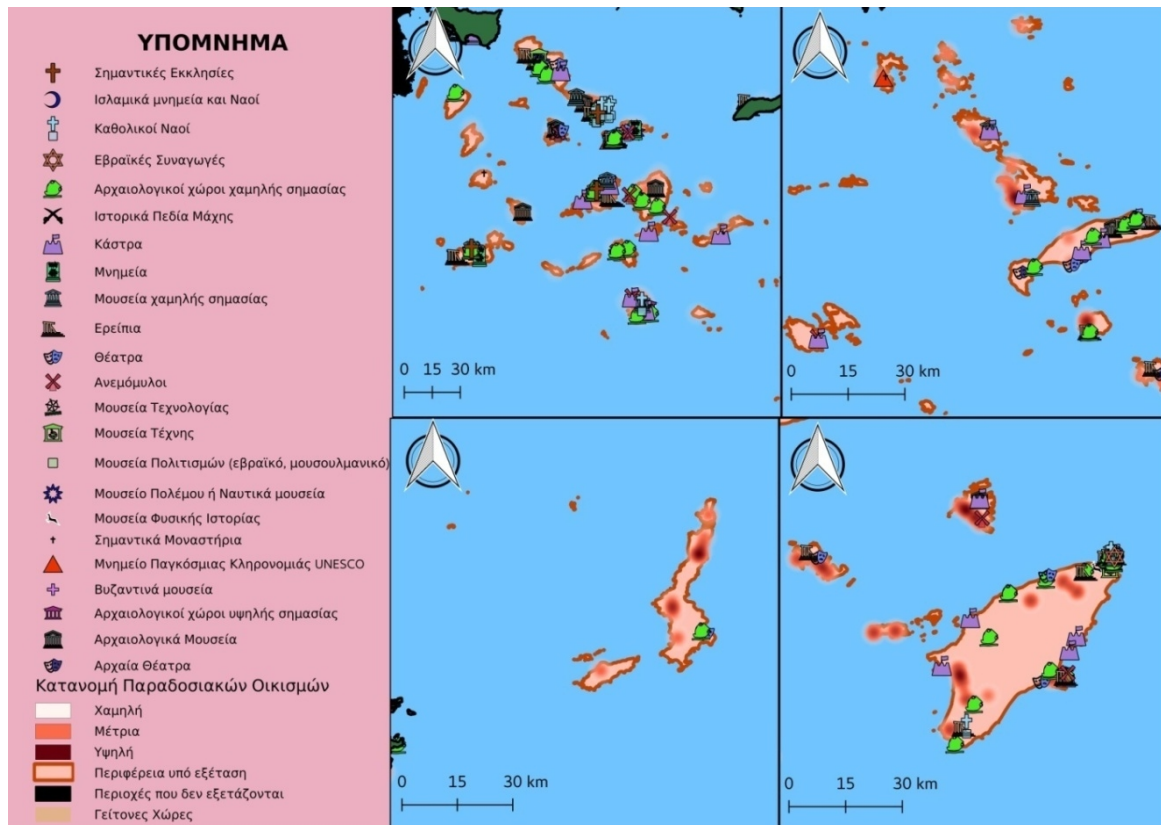 ΥΠΟΜΝΗΜΑ
Σημαντικές Εκκλησίες
Ισλαμικά μνημεία και Ναοί
Καθολικοί Ναοί
Εβραϊκές Συναγωγές
Αρχαιολογικοί χώροι χαμηλής σημασίας
Ιστορικά Πεδία Μάχης
Κάστρα
Μνημεία
Μουσεία χαμηλής σημασίας
Ερείπια
Θέατρα
Ανεμόμυλοι
Μουσεία Τεχνολογίας
Μουσεία Τέχνης
Μουσεία Πολιτισμών (εβραϊκό, μουσουλμανικό)
Μουσείο Πολέμου ή Ναυτικά μουσεία
Μουσεία Φυσικής Ιστορίας
Σημαντικά Μοναστήρια
Μνημείο Παγκόσμιας Κληρονομιάς UNESCO
Βυζαντινά μουσεία
Αρχαιολογικοί χώροι υψηλής σημασίας
Αρχαιολογικά Μουσεία
Αρχαία Θέατρα
Κατανομή Παραδοσιακών Οικισμών
Χαμηλή
Μέτρια
Υψηλή
Περιφέρεια υπό εξέταση
Περιοχές που δεν εξετάζονται
Γείτονες Χώρες
0 15 30 km
0 15 30 km
0 15 30 km
0 15 30 km